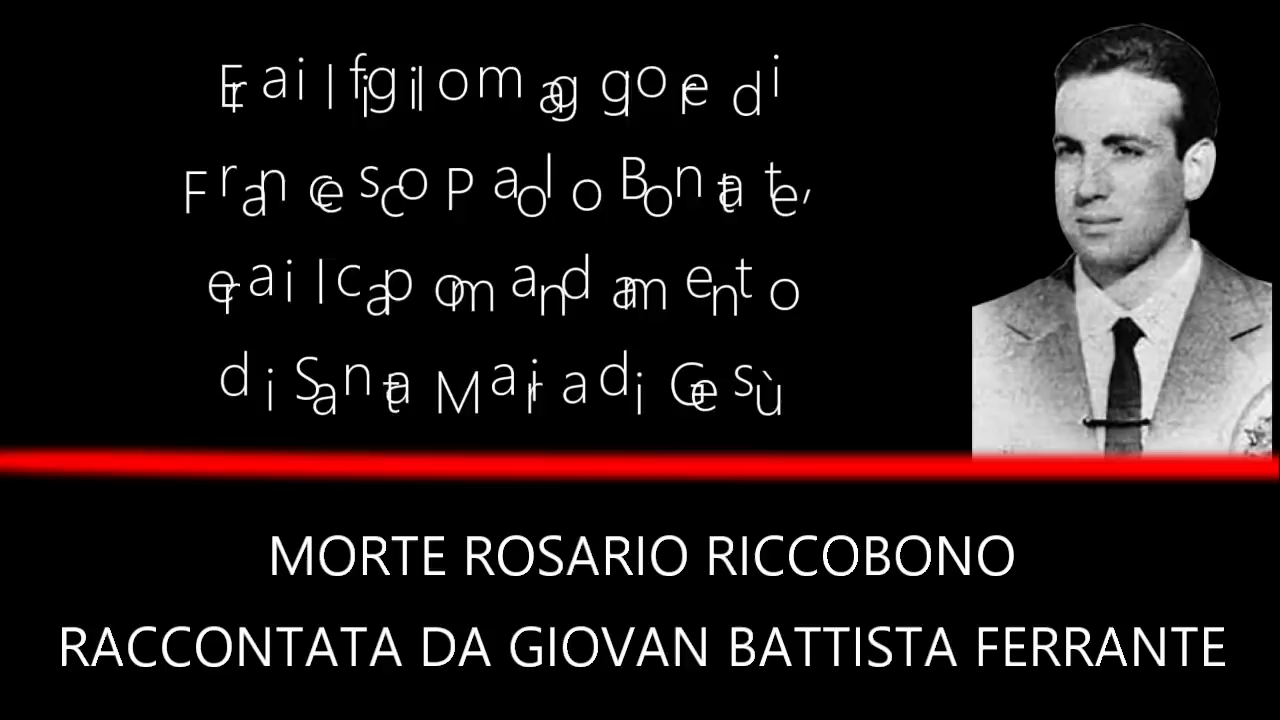 Era il figlio maggiore di
Francesco Paolo Bontate,
era il capomandamento
di Santa Maria di Gesù
MORTE ROSARIO RICCOBONO
RACCONTATA DA GIOVAN BATTISTA FERRANTE